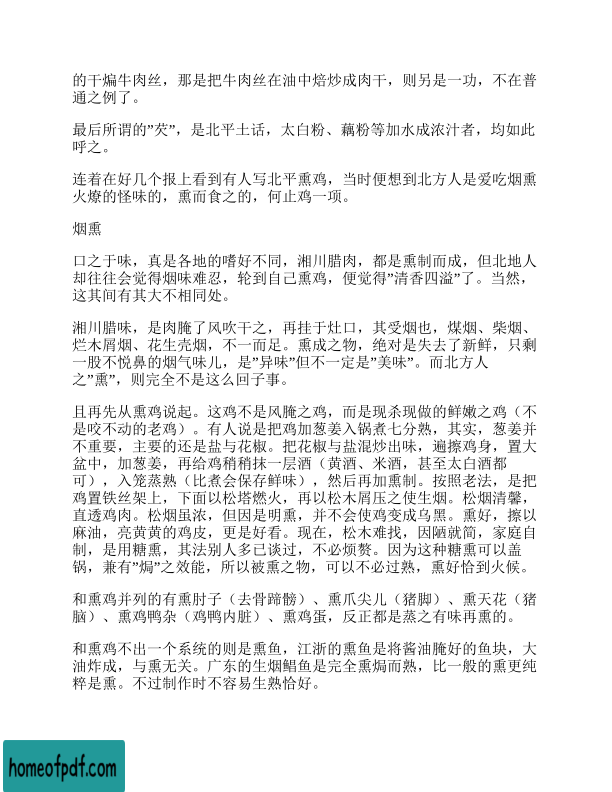 的干煸牛肉丝，那是把牛肉丝在油中焙炒成肉干，则另是一功，不在普
通之例了。
最后所谓的”芡”，是北平土话，太白粉、藕粉等加水成浓汁者，均如此
呼之。
连着在好几个报上看到有人写北平熏鸡，当时便想到北方人是爱吃烟熏
火燎的怪味的，熏而食之的，何止鸡一项。
烟熏
口之于味，真是各地的嗜好不同，湘川腊肉，都是熏制而成，但北地人
却往往会觉得烟味难忍，轮到自己熏鸡，便觉得”清香四溢”了。当然，
这其间有其大不相同处。
湘川腊味，是肉腌了风吹干之，再挂于灶口，其受烟也，煤烟、柴烟、
烂木屑烟、花生壳烟，不一而足。熏成之物，绝对是失去了新鲜，只剩
一股不悦鼻的烟气味儿，是”异味”但不一定是”美味”。而北方人
之”熏”，则完全不是这么回子事。
且再先从熏鸡说起。这鸡不是风腌之鸡，而是现杀现做的鲜嫩之鸡（不
是咬不动的老鸡）。有人说是把鸡加葱姜入锅煮七分熟，其实，葱姜并
不重要，主要的还是盐与花椒。把花椒与盐混炒出味，遍擦鸡身，置大
盆中，加葱姜，再给鸡稍稍抹一层酒（黄酒、米酒，甚至太白酒都
可），入笼蒸熟（比煮会保存鲜味），然后再加熏制。按照老法，是把
鸡置铁丝架上，下面以松塔燃火，再以松木屑压之使生烟。松烟清馨，
直透鸡肉。松烟虽浓，但因是明熏，并不会使鸡变成乌黑。熏好，擦以
麻油，亮黄黄的鸡皮，更是好看。现在，松木难找，因陋就简，家庭自
制，是用糖熏，其法别人多已谈过，不必烦赘。因为这种糖熏可以盖
锅，兼有”焗”之效能，所以被熏之物，可以不必过熟，熏好恰到火候。
和熏鸡并列的有熏肘子（去骨蹄髈）、熏爪尖儿（猪脚）、熏天花（猪
脑）、熏鸡鸭杂（鸡鸭内脏）、熏鸡蛋，反正都是蒸之有味再熏的。
和熏鸡不出一个系统的则是熏鱼，江浙的熏鱼是将酱油腌好的鱼块，大
油炸成，与熏无关。广东的生烟鲳鱼是完全熏焗而熟，比一般的熏更纯
粹是熏。不过制作时不容易生熟恰好。
homeofpdf.com